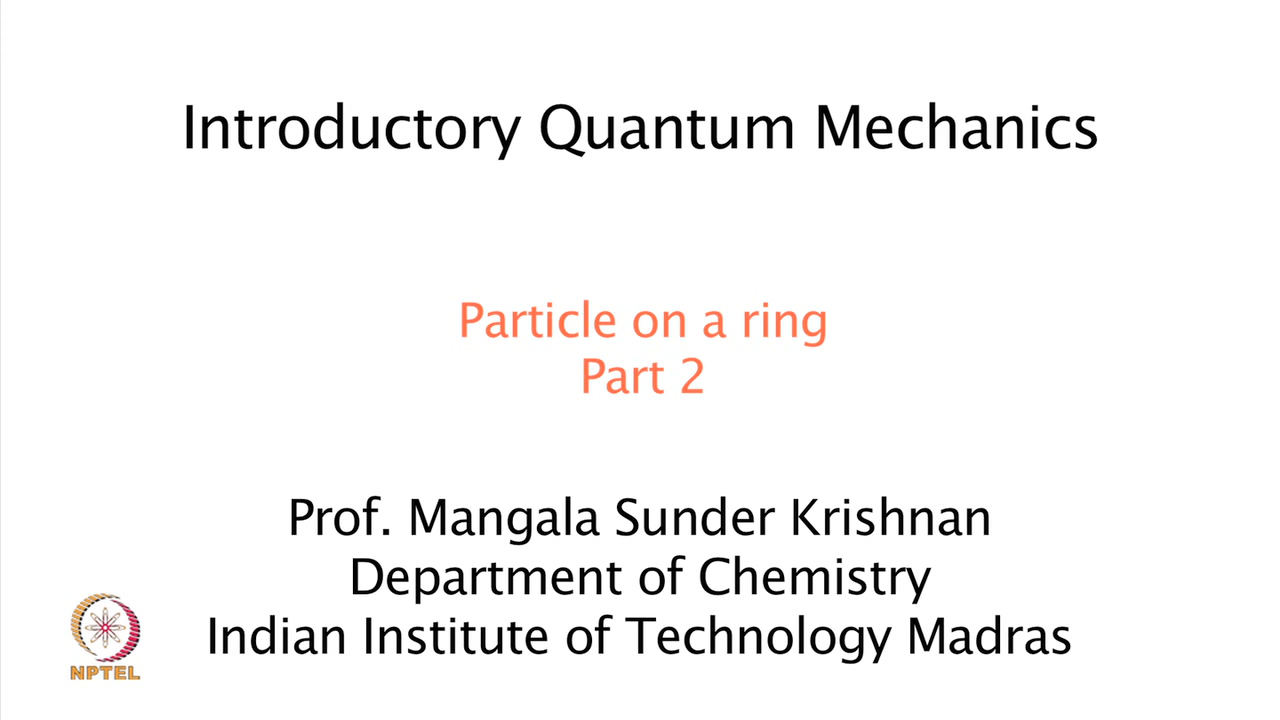 Introductory Quantum Mechanics
Particle on a ring
Part 2
Prof. Mangala Sunder Krishnan
Department of Chemistry
Indian Institute of Technology Madras
NPTEL